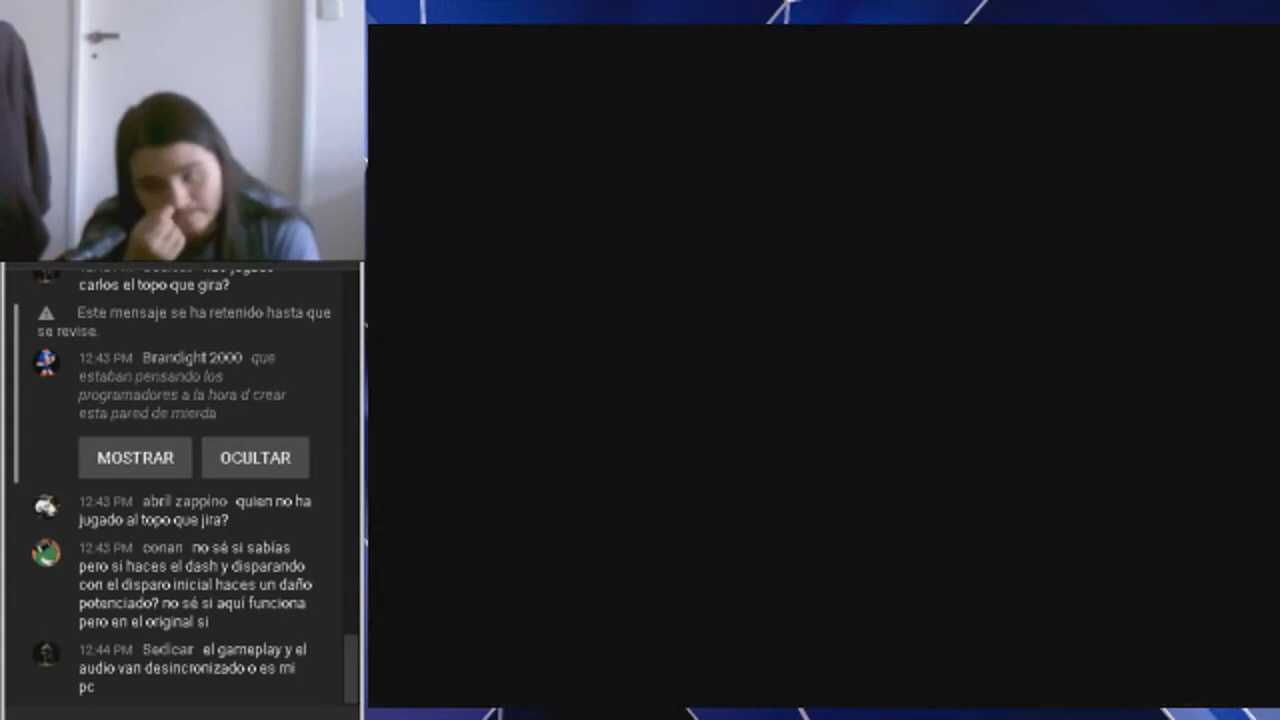 carlos el topo que gira?
Este mensaje se ha retenido hasta que
se revise.
12:43 PM Brandight 2000 que
estaban pensando los
programadores a la hora d crear
esta pared de mierda
MOSTRAR OCULTAR
12:43 PM abril zappino quien no ha
jugado al topo que jira?
12:43 PM conan no sé si sabías
pero si haces el dash y disparando
con el disparo inicial haces un daño
potenciado? no sé si aquí funciona
pero en el original si
12:44 PM Sedicar el gameplay y el
audio van desincronizado o es mi
pc